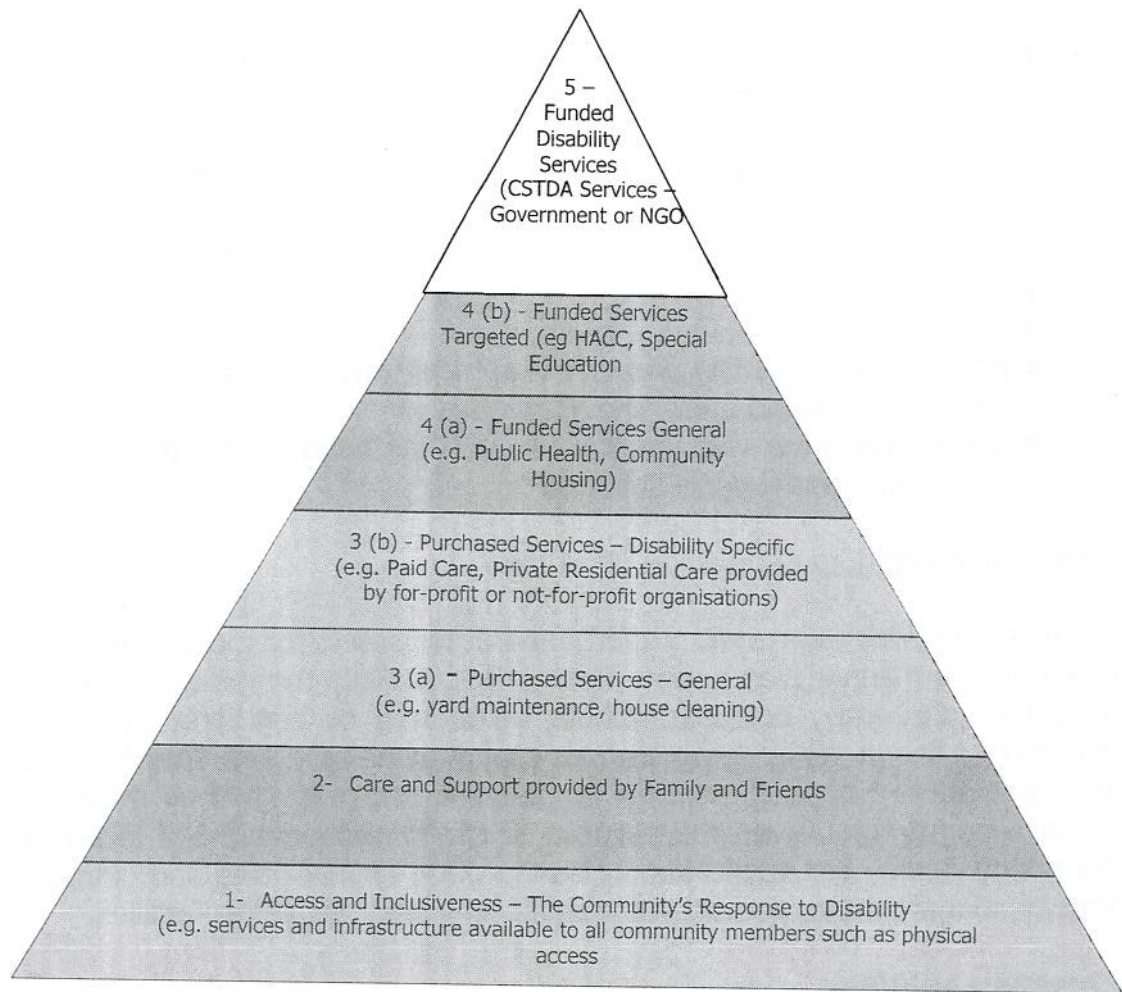 5 –
Funded
Disability
Services
(CSTDA Services –
Government or NGO
4 (b) - Funded Services
Targeted (eg HACC, Special
Education
4 (a) - Funded Services General
(e.g. Public Health, Community
Housing)
3 (b) - Purchased Services – Disability Specific
(e.g. Paid Care, Private Residential Care provided
by for-profit or not-for-profit organisations)
3 (a) – Purchased Services – General
(e.g. yard maintenance, house cleaning)
2- Care and Support provided by Family and Friends
1- Access and Inclusiveness – The Community's Response to Disability
(e.g. services and infrastructure available to all community members such as physical
access